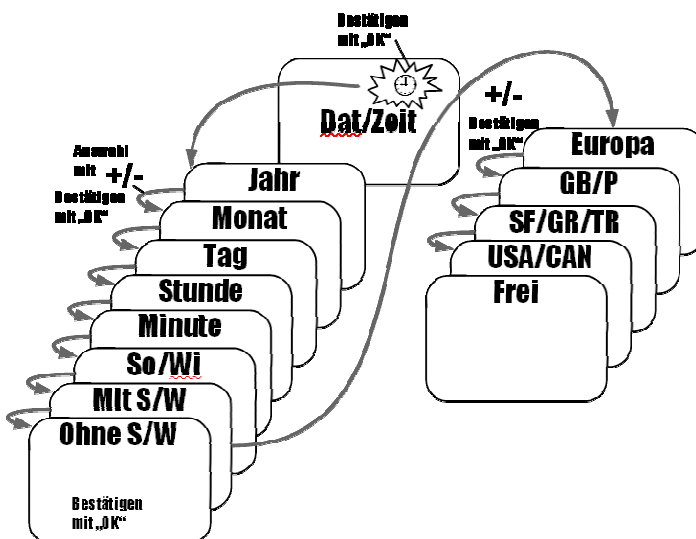 Bestätigen
mit „OK“
Dat/Zeit
Auswahl
mit +/-
Bestätigen
mit „OK“
Jahr
Monat
Tag
Stunde
Minute
So/Wi
MIt S/W
Ohne S/W
Bestätigen
mit „OK“
+/-
Bestätigen
mit „OK“
Europa
GB/P
SF/GR/TR
USA/CAN
Frei